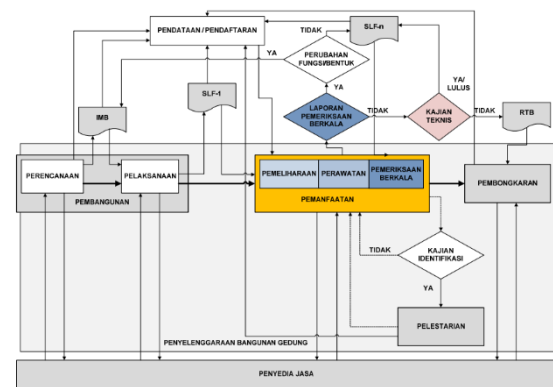 PENDATAAN / PENDAFTARAN
TIDAK
SLF-n
YA
PERUBAHAN
FUNGSI/BENTUK
IMB
SLF-1
YA
LAPORAN
PEMERIKSAAN
BERKALA
TIDAK
KAJIAN
TEKNIS
YA/
LULUS
TIDAK
RTB
PERENCANAAN
PELAKSANAAN
PEMBANGUNAN
PEMELIHARAAN
PERAWATAN
PEMERIKSAAN
BERKALA
PEMANFAATAN
PEMBONGKARAN
TIDAK
KAJIAN
IDENTIFIKASI
YA
PELESTARIAN
PENYELENGGARAAN BANGUNAN GEDUNG
PENYEDIA JASA